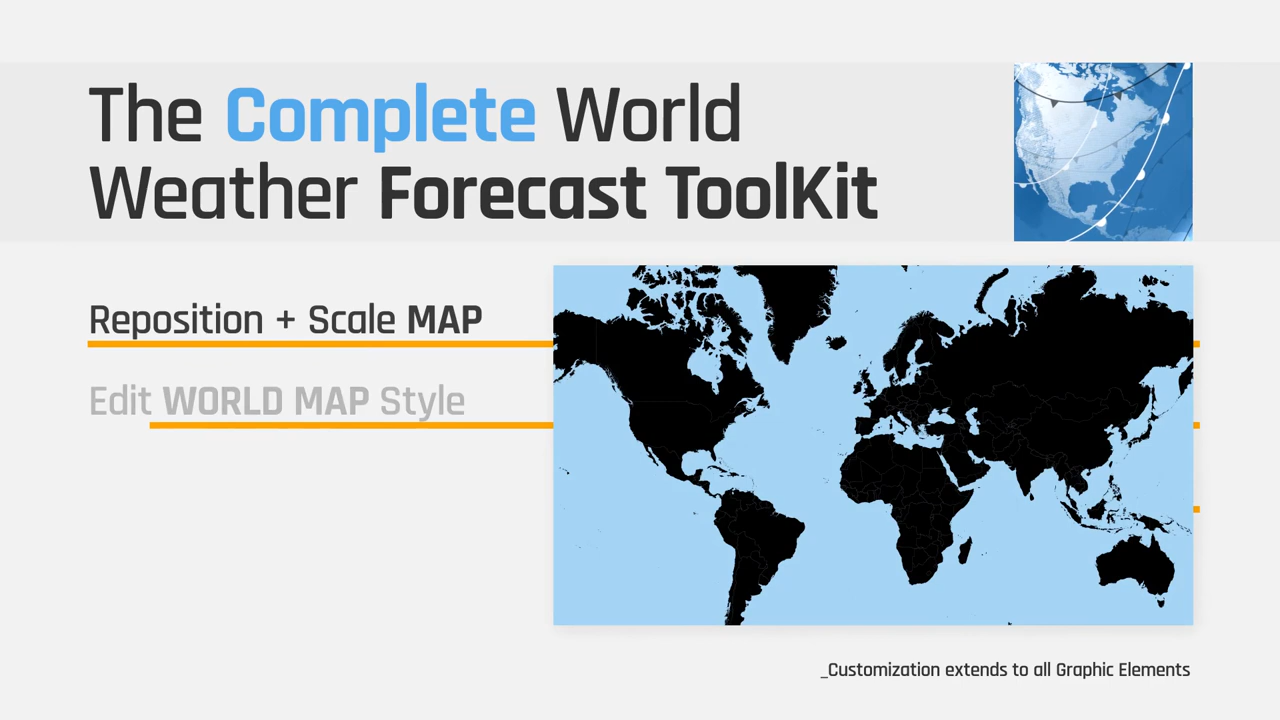 The Complete World
Weather Forecast ToolKit
Reposition + Scale MAP
Edit WORLD MAP Style
_Customization extends to all Graphic Elements